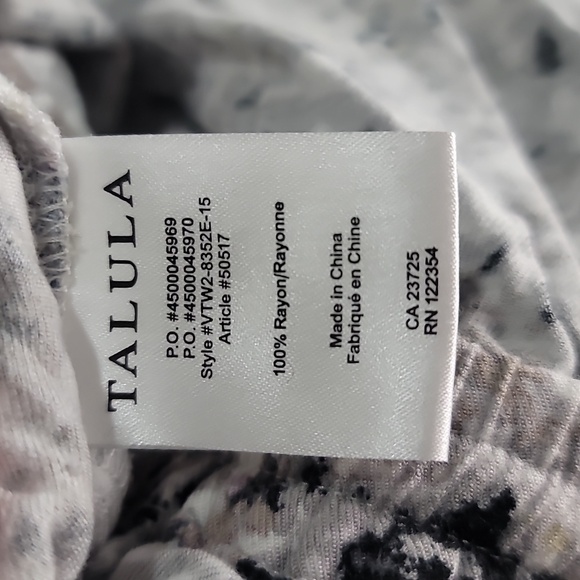 TALULA
P.O. #4500045969
P.O. #4500045970
Style #VTW2-8352E-15
Article #50517
100% Rayon/Rayonne
Made in China
Fabriqué en Chine
CA 23725
RN 122354